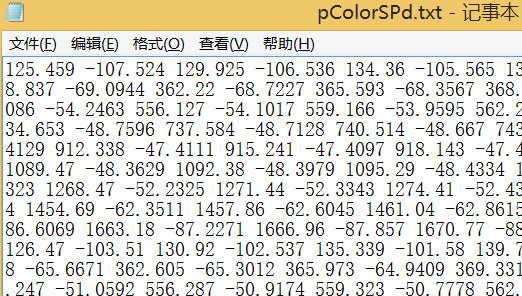 pColorSPd.txt - 记事本
文件(F) 编辑(E) 格式(O) 查看(V) 帮助(H)
125.459 -107.524 129.925 -106.536 134.36 -105.565 13
8.837 -69.0944 362.22 -68.7227 365.593 -68.3567 368.
086 -54.2463 556.127 -54.1017 559.166 -53.9595 562.2
34.653 -48.7596 737.584 -48.7128 740.514 -48.667 743
4129 912.338 -47.4111 915.241 -47.4097 918.143 -47.4
1089.47 -48.3629 1092.38 -48.3979 1095.29 -48.4334 1
323 1268.47 -52.2325 1271.44 -52.3343 1274.41 -52.43
4 1454.69 -62.3511 1457.86 -62.6045 1461.04 -62.8615
86.6069 1663.18 -87.2271 1666.96 -87.857 1670.77 -88
126.47 -103.51 130.92 -102.537 135.339 -101.58 139.7
8 -65.6671 362.605 -65.3012 365.973 -64.9409 369.331
.247 -51.0592 556.287 -50.9174 559.323 -50.7778 562.